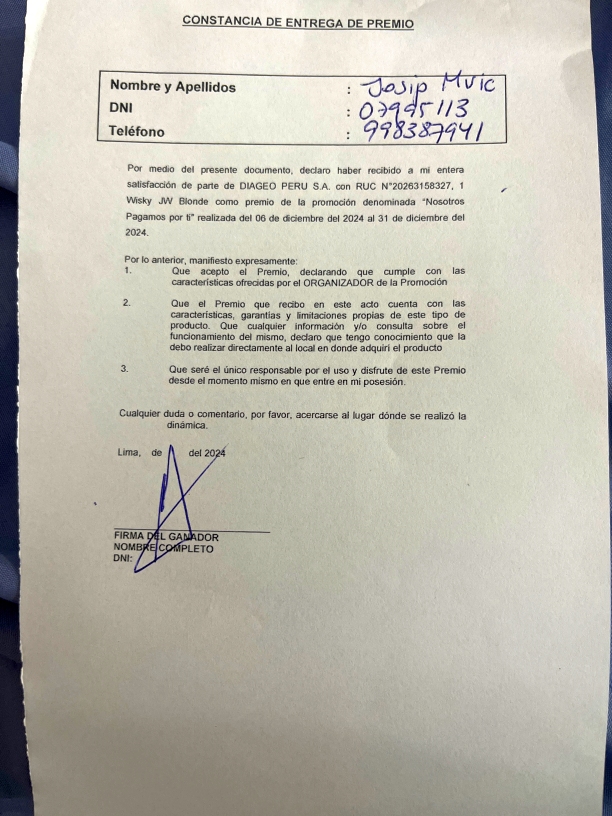 CONSTANCIA DE ENTREGA DE PREMIO
Nombre y Apellidos : Josip Mvic
DNI : 07995113
Teléfono : 998387941
Por medio del presente documento, declaro haber recibido a mi entera
satisfacción de parte de DIAGEO PERU S.A. con RUC N°20263158327, 1
Wisky JW Blonde como premio de la promoción denominada “Nosotros
Pagamos por ti” realizada del 06 de diciembre del 2024 al 31 de diciembre del
2024.
Por lo anterior, manifiesto expresamente:
1. Que acepto el Premio, declarando que cumple con las
características ofrecidas por el ORGANIZADOR de la Promoción
2. Que el Premio que recibo en este acto cuenta con las
características, garantías y limitaciones propias de este tipo de
producto. Que cualquier información y/o consulta sobre el
funcionamiento del mismo, declaro que tengo conocimiento que la
debo realizar directamente al local en donde adquirí el producto
3. Que seré el único responsable por el uso y disfrute de este Premio
desde el momento mismo en que entre en mi posesión.
Cualquier duda o comentario, por favor, acercarse al lugar dónde se realizó la
dinámica.
Lima, de del 2024
FIRMA DEL GANADOR
NOMBRE COMPLETO
DNI: